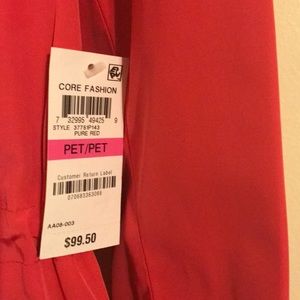 CORE FASHION
7 32995 49425 9
STYLE 37751P143
PURE RED
PET/PET
Customer Return Label
070683363088
AA08-003
$99.50